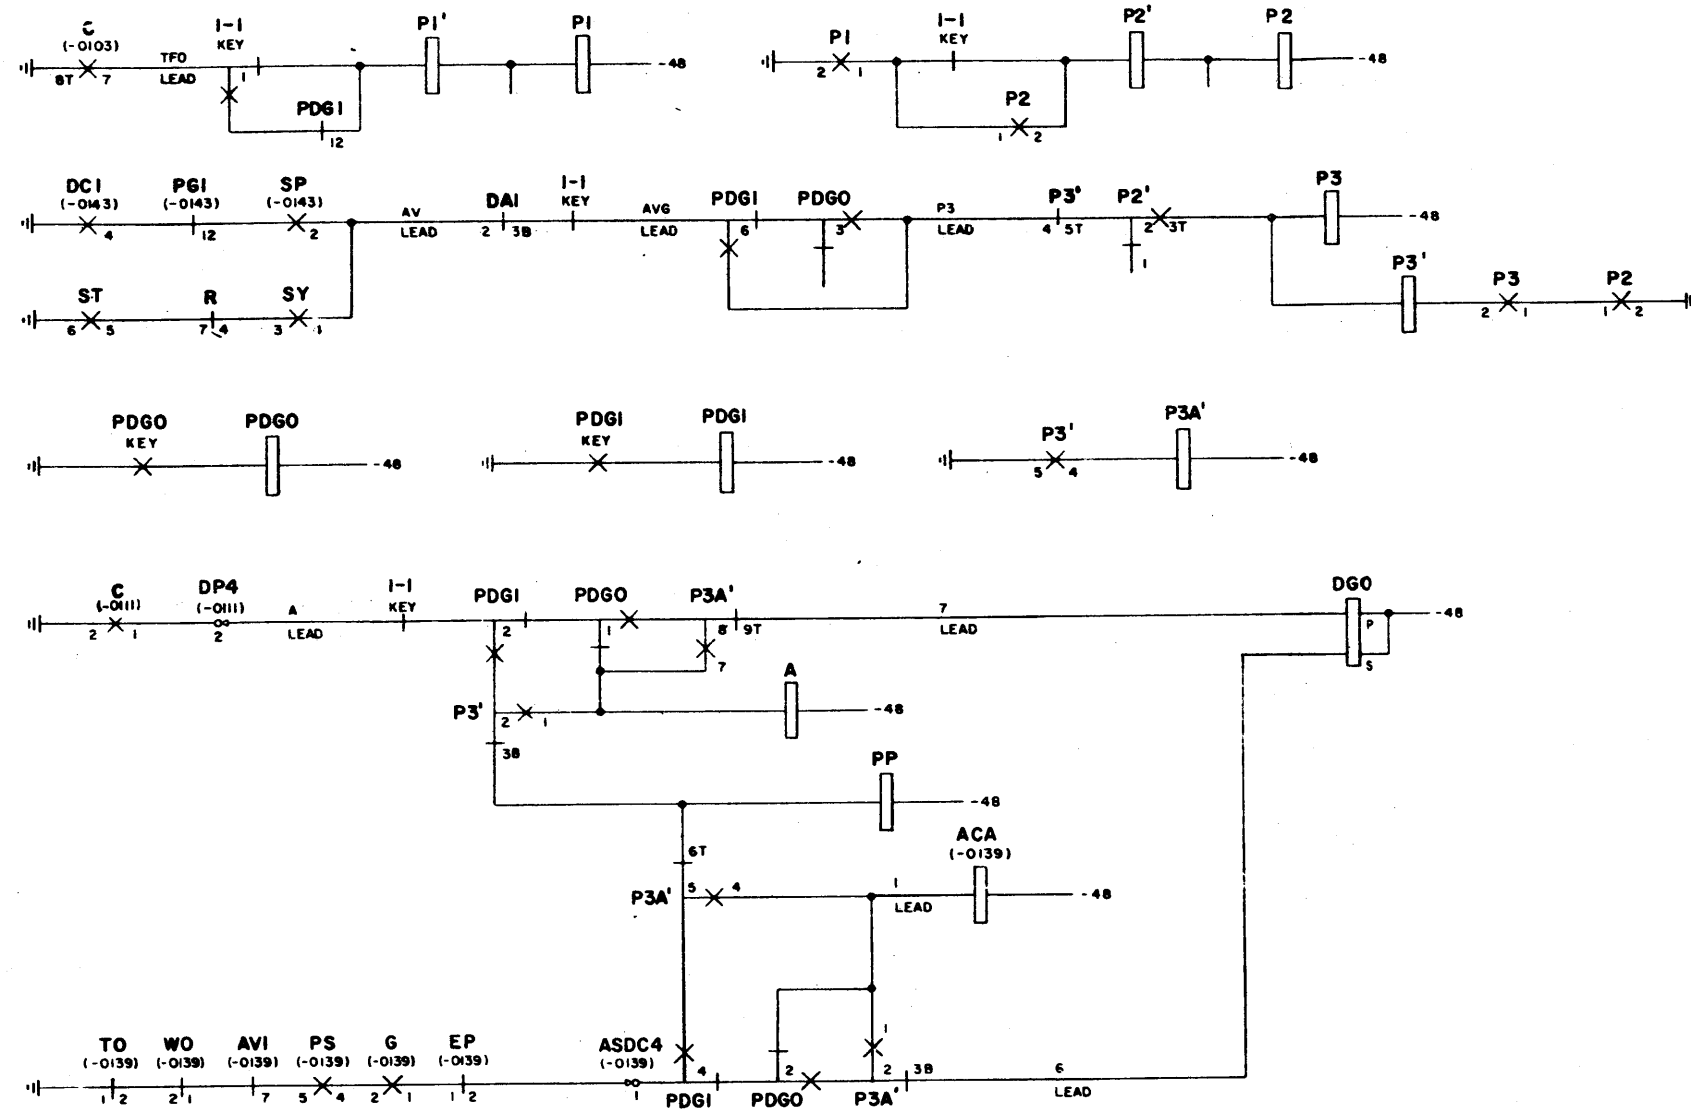 C
(-0103)
8T 7
TFO
LEAD
1-1
KEY
1
PDG1
12
P1'
P1
-48
P1
2 1
1-1
KEY
P2
1 2
P2'
P2
-48
DC1
(-0143)
4
PG1
(-0143)
12
SP
(-0143)
2
AV
LEAD
DA1
2 3B
1-1
KEY
AVG
LEAD
PDG1
6
PDG0
3
P3
LEAD
P3'
4 5T
P2'
2 3T
1
P3
-48
ST
6 5
R
7 4
SY
3 1
P3'
P3
2 1
P2
1 2
PDG0
KEY
PDG0
-48
PDG1
KEY
PDG1
-48
P3'
5 4
P3A'
-48
C
(-0111)
2 1
DP4
(-0111)
2
A
LEAD
1-1
KEY
PDG1
2
PDG0
1
P3A'
8 9T
7
7
LEAD
DG0
P
S
-48
P3'
2 1
3B
A
-48
PP
-48
6T
P3A'
5 4
1
LEAD
ACA
(-0139)
-48
TO
(-0139)
1 2
WO
(-0139)
2 1
AV1
(-0139)
7
PS
(-0139)
5 4
G
(-0139)
2 1
EP
(-0139)
1 2
ASDC4
(-0139)
1
4
PDG1
2
PDG0
1
2 3B
P3A'
6
LEAD